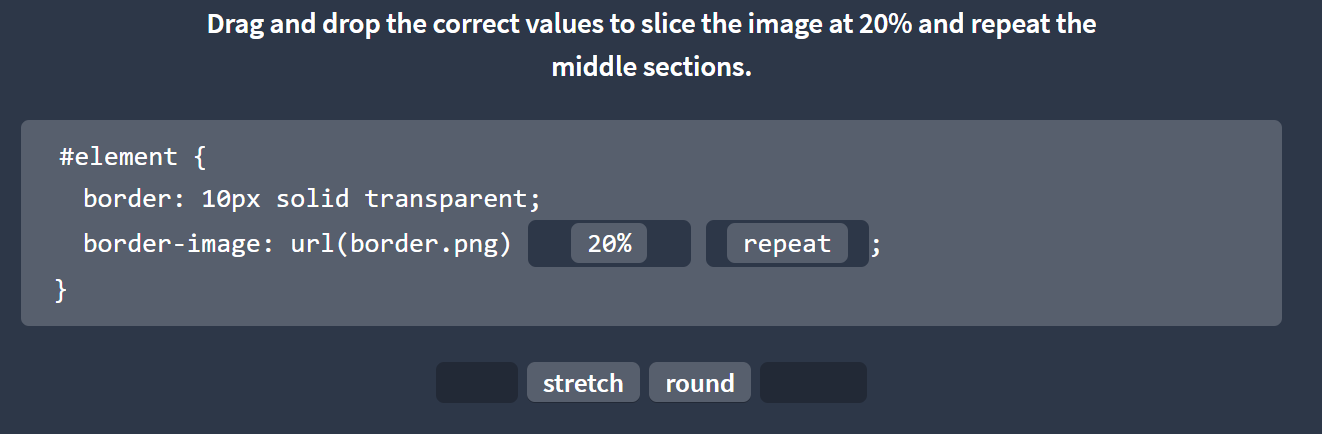 Drag and drop the correct values to slice the image at 20% and repeat the
middle sections.
#element {
border: 10px solid transparent;
border-image: url(border.png) 20% repeat;
}
stretch round